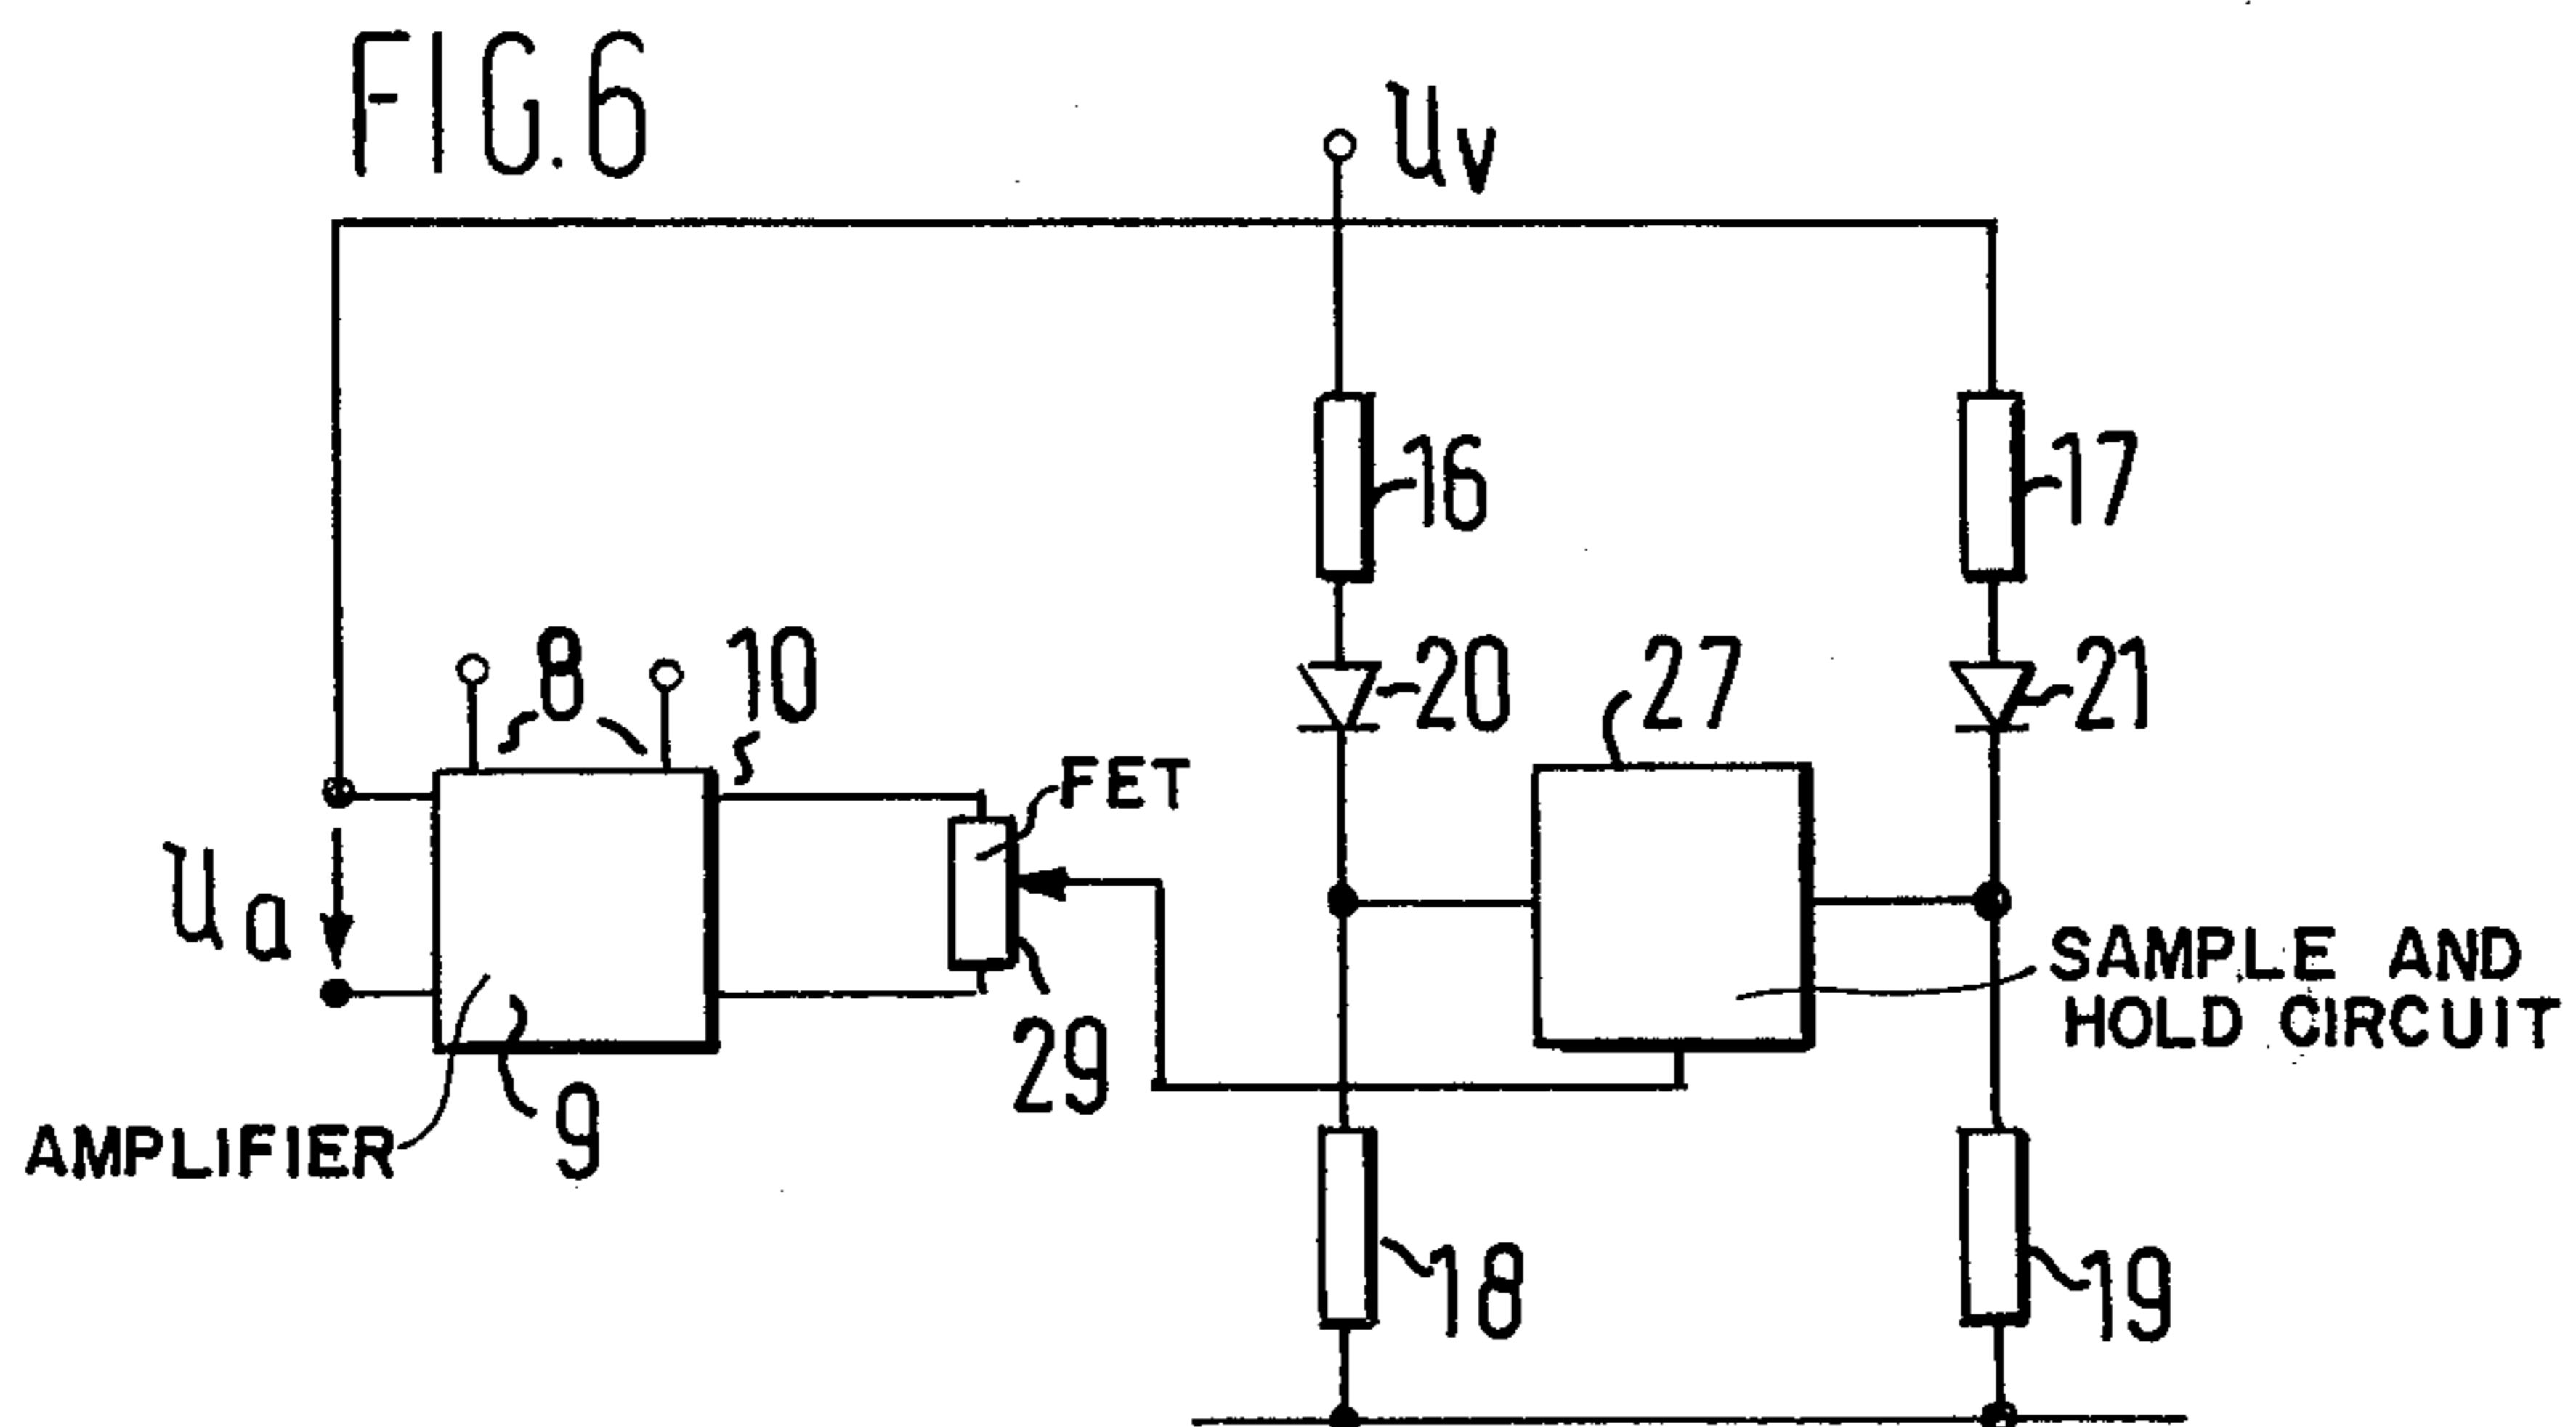 FIG. 6
Uv
16
17
8
10
20
27
21
FET
Ua
SAMPLE AND
HOLD CIRCUIT
29
9
AMPLIFIER
18
19